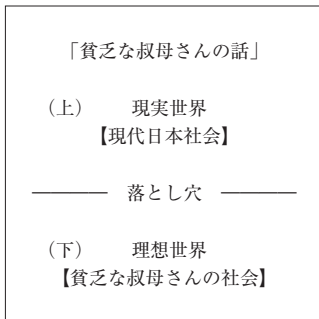 「貧乏な叔母さんの話」
（上）　　現実世界
【現代日本社会】
――――　落とし穴　――――
（下）　　理想世界
【貧乏な叔母さんの社会】